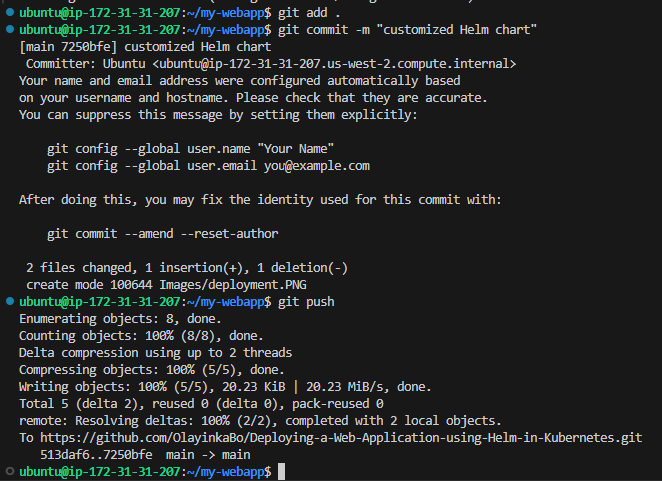 ubuntu@ip-172-31-31-207:~/my-webapp$ git add .
ubuntu@ip-172-31-31-207:~/my-webapp$ git commit -m "customized Helm chart"
[main 7250bfe] customized Helm chart
 Committer: Ubuntu <ubuntu@ip-172-31-31-207.us-west-2.compute.internal>
Your name and email address were configured automatically based
on your username and hostname. Please check that they are accurate.
You can suppress this message by setting them explicitly:

    git config --global user.name "Your Name"
    git config --global user.email you@example.com

After doing this, you may fix the identity used for this commit with:

    git commit --amend --reset-author

 2 files changed, 1 insertion(+), 1 deletion(-)
 create mode 100644 Images/deployment.PNG
ubuntu@ip-172-31-31-207:~/my-webapp$ git push
Enumerating objects: 8, done.
Counting objects: 100% (8/8), done.
Delta compression using up to 2 threads
Compressing objects: 100% (5/5), done.
Writing objects: 100% (5/5), 20.23 KiB | 20.23 MiB/s, done.
Total 5 (delta 2), reused 0 (delta 0), pack-reused 0
remote: Resolving deltas: 100% (2/2), completed with 2 local objects.
To https://github.com/OlayinkaBo/Deploying-a-Web-Application-using-Helm-in-Kubernetes.git
   513daf6..7250bfe  main -> main
ubuntu@ip-172-31-31-207:~/my-webapp$